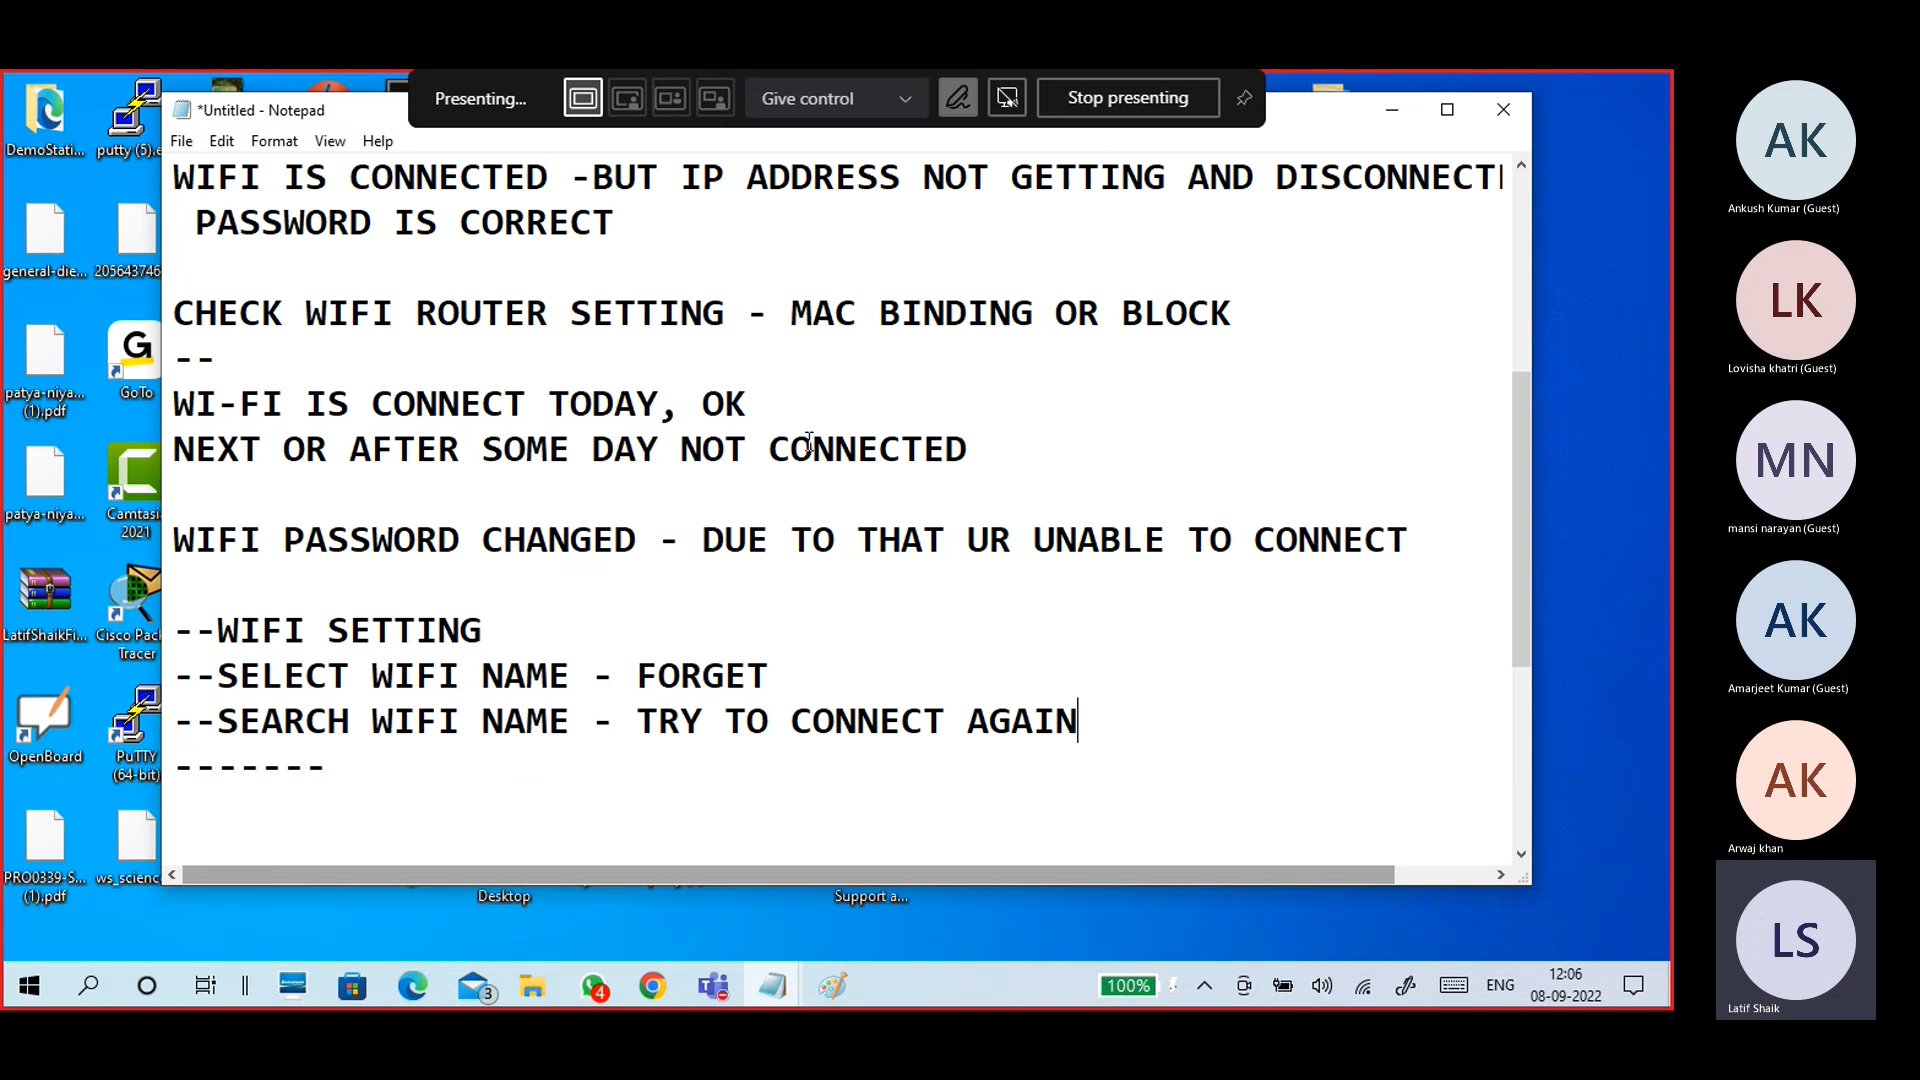 Presenting...
Give control
Stop presenting
*Untitled - Notepad
File Edit Format View Help
WIFI IS CONNECTED -BUT IP ADDRESS NOT GETTING AND DISCONNECT
PASSWORD IS CORRECT
CHECK WIFI ROUTER SETTING - MAC BINDING OR BLOCK
--
WI-FI IS CONNECT TODAY, OK
NEXT OR AFTER SOME DAY NOT CONNECTED
WIFI PASSWORD CHANGED - DUE TO THAT UR UNABLE TO CONNECT
--WIFI SETTING
--SELECT WIFI NAME - FORGET
--SEARCH WIFI NAME - TRY TO CONNECT AGAIN
-------
DemoStati...
putty (5).e
general-die...
205643746
patya-niya...
(1).pdf
G
GoTo
patya-niya...
Camtasi
2021
LatifShaikFi...
Cisco Pack
Tracer
OpenBoard
PuTTY
(64-bit)
PRO0339-S...
(1).pdf
ws_scienc
Desktop
Support a...
3
4
100%
ENG
12:06
08-09-2022
AK
Ankush Kumar (Guest)
LK
Lovisha khatri (Guest)
MN
mansi narayan (Guest)
AK
Amarjeet Kumar (Guest)
AK
Arwaj khan
LS
Latif Shaik